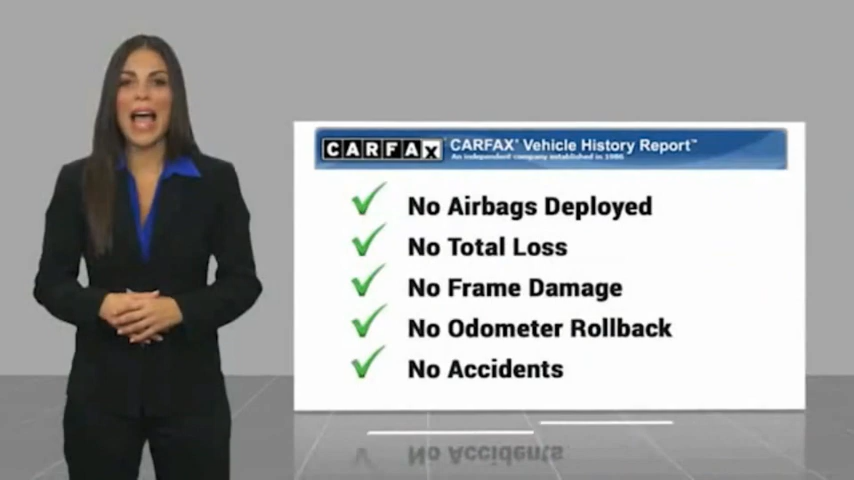 CARFAX CARFAX® Vehicle History Report™
An independent company established in 1986
No Airbags Deployed
No Total Loss
No Frame Damage
No Odometer Rollback
No Accidents
No Accidents